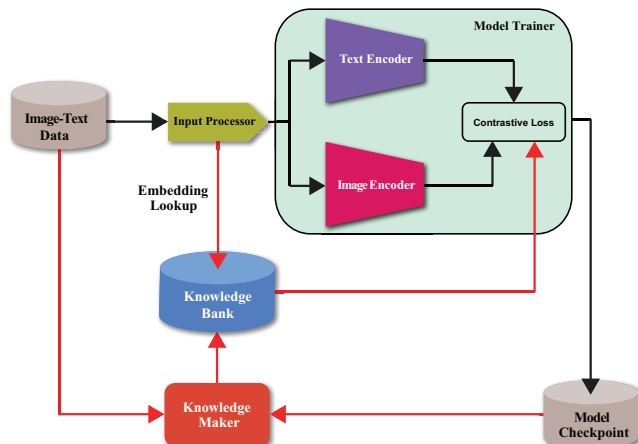 Model Trainer
Text Encoder
Image-Text
Data
Input Processor
Contrastive Loss
Image Encoder
Embedding
Lookup
Knowledge
Bank
Knowledge
Maker
Model
Checkpoint